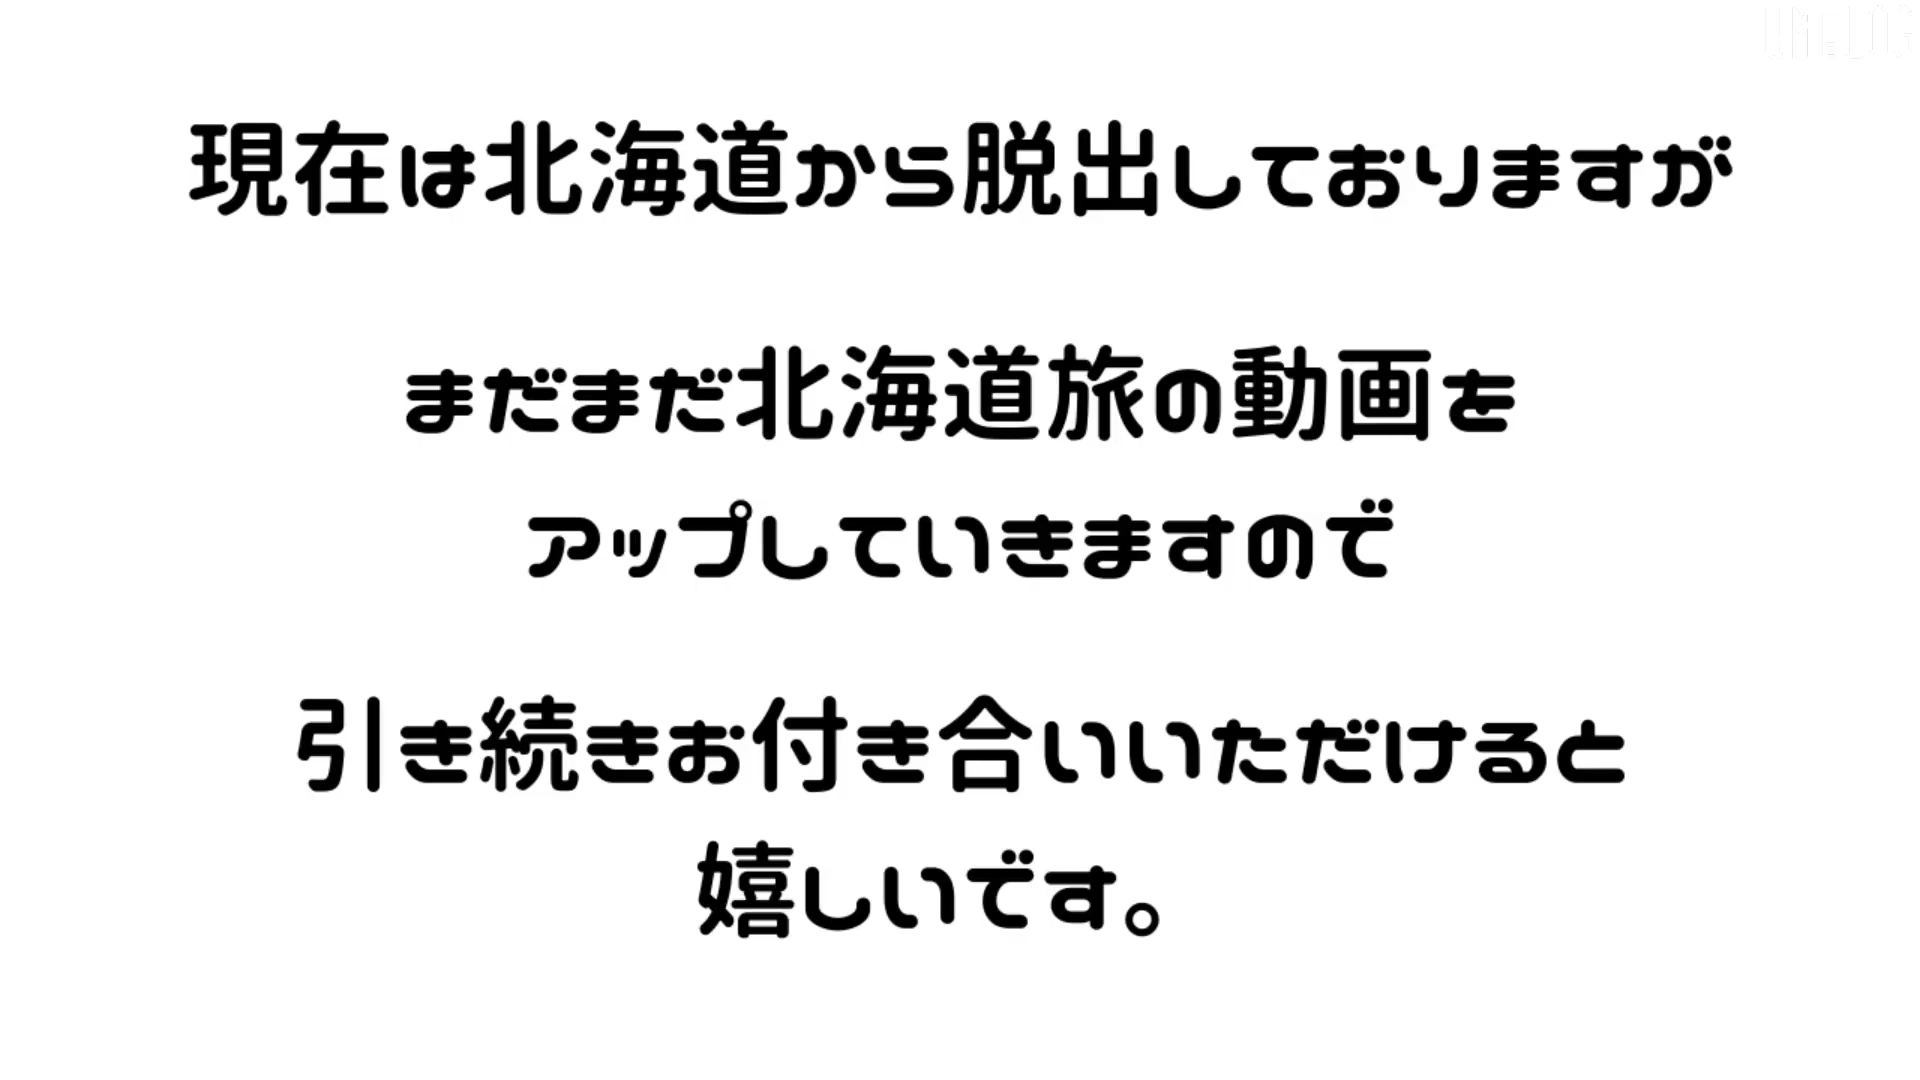 現在は北海道から脱出しておりますが
まだまだ北海道旅の動画を
アップしていきますので
引き続きお付き合いいただけると
嬉しいです。